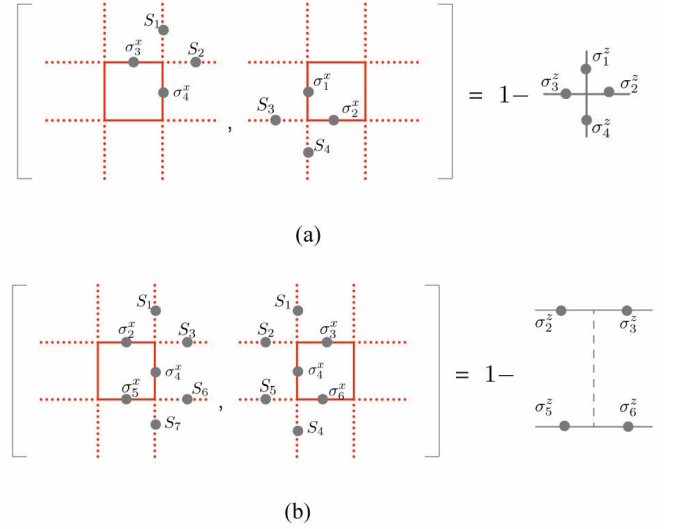 S₁
σ₃ˣ S₂
σ₄ˣ
,
σ₁ˣ
S₃ σ₂ˣ
S₄
= 1−
σ₁ᶻ
σ₃ᶻ σ₂ᶻ
σ₄ᶻ
(a)
S₁
σ₂ˣ S₃
σ₄ˣ
σ₅ˣ S₆
S₇
,
S₁
S₂ σ₃ˣ
σ₄ˣ
S₅ σ₆ˣ
S₄
= 1−
σ₂ᶻ σ₃ᶻ
σ₅ᶻ σ₆ᶻ
(b)